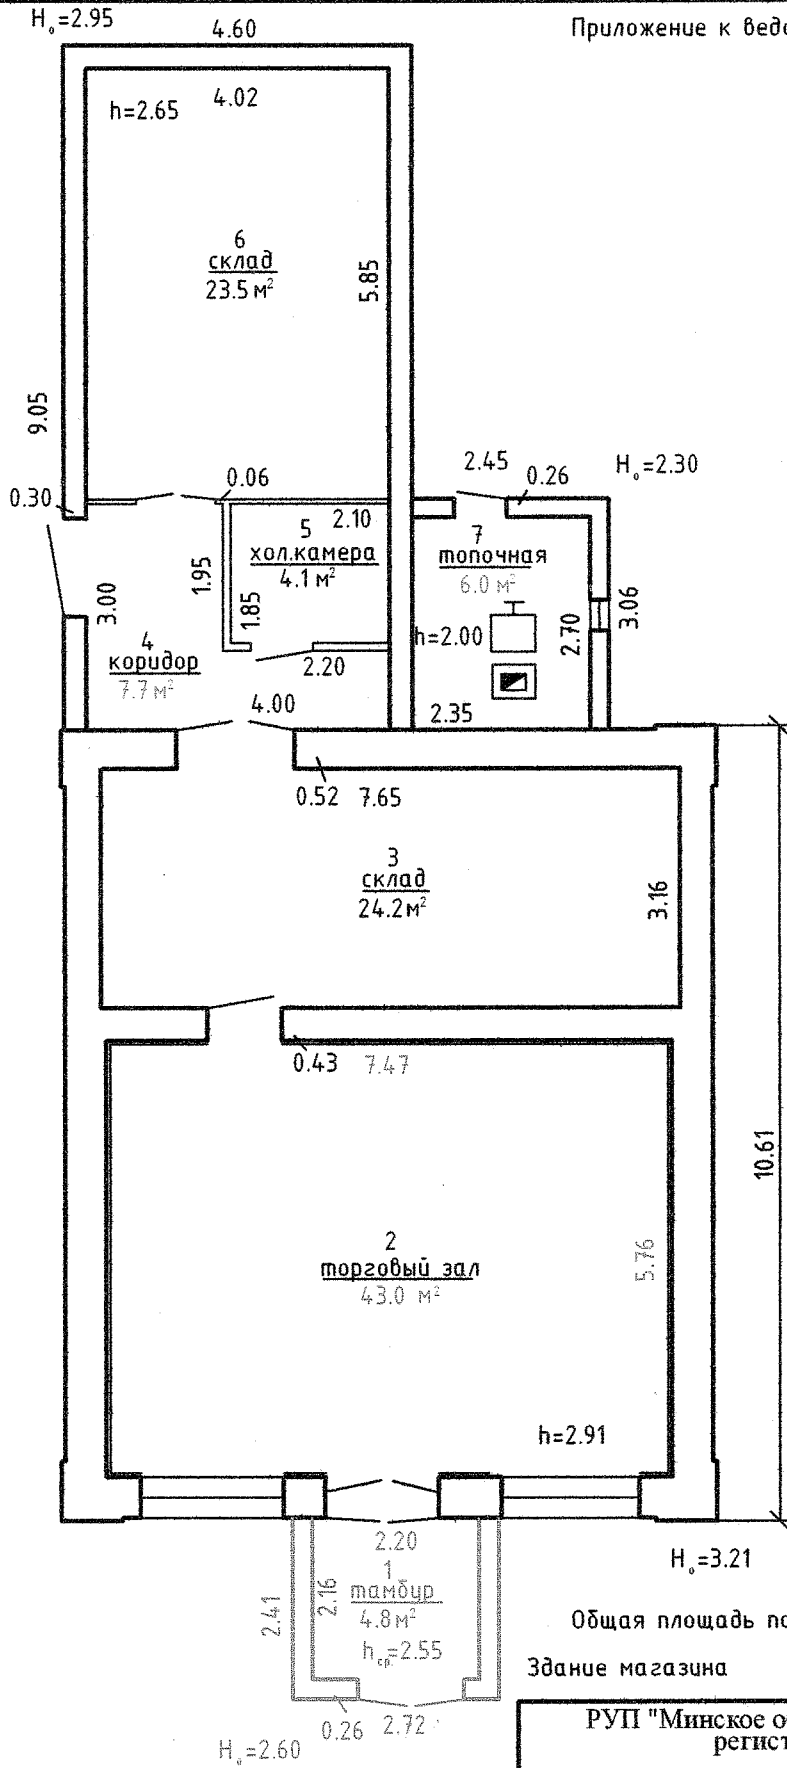 Hₒ=2.95
4.60
Приложение к ведо
4.02
h=2.65
6
склад
23.5 м²
5.85
9.05
2.45
Hₒ=2.30
0.06
0.26
0.30
2.10
5
хол.камера
4.1 м²
7
топочная
6.0 м²
1.95
1.85
3.00
3.06
2.70
h=2.00
4
коридор
7.7 м²
2.20
4.00
2.35
0.52 7.65
3
склад
24.2м²
3.16
0.43 7.47
10.61
2
торговый зал
43.0 м²
5.76
h=2.91
2.20
Hₒ=3.21
1
тамбур
4.8м²
2.16
2.41
hср.=2.55
Общая площадь по
Здание магазина
0.26 2.72
Hₒ=2.60
РУП "Минское о
регист